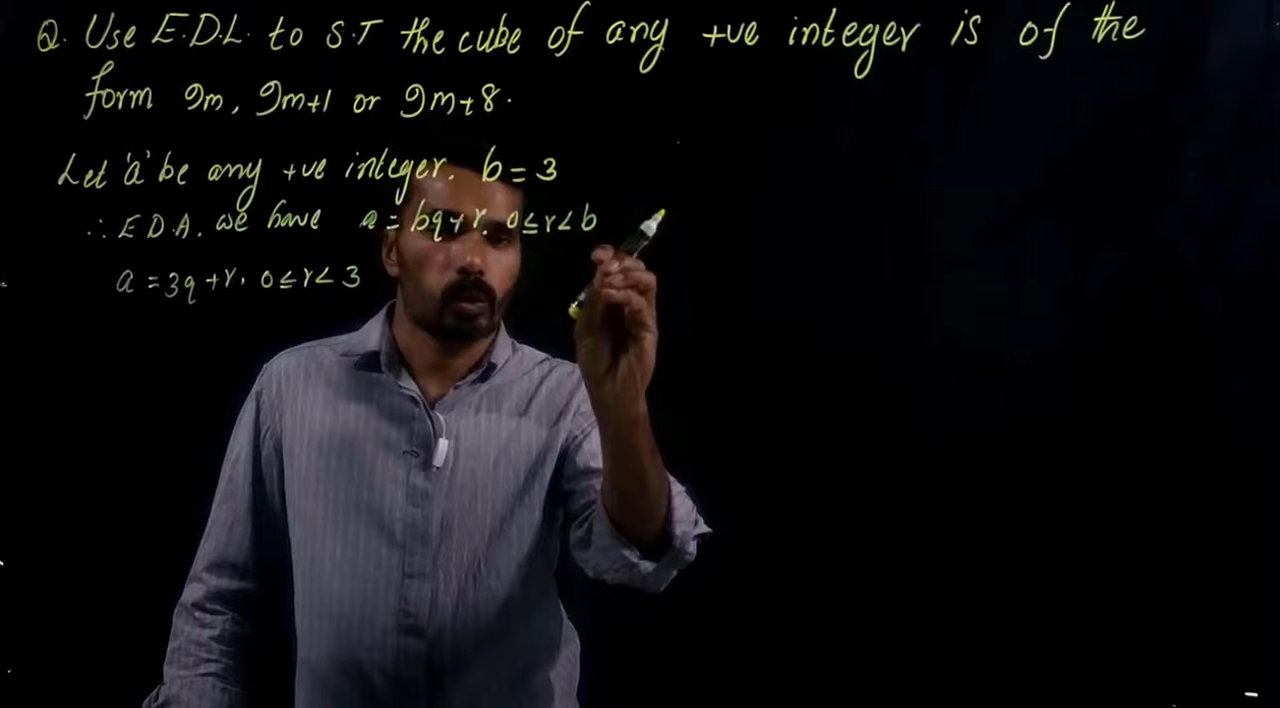 Q. Use E.D.L. to S.T the cube of any +ve integer is of the
form 9m, 9m+1 or 9m+8.
Let 'a' be any +ve integer. b = 3
∴ E.D.A. we have a = bq+r. 0≤r<b
a = 3q+r, 0≤r<3